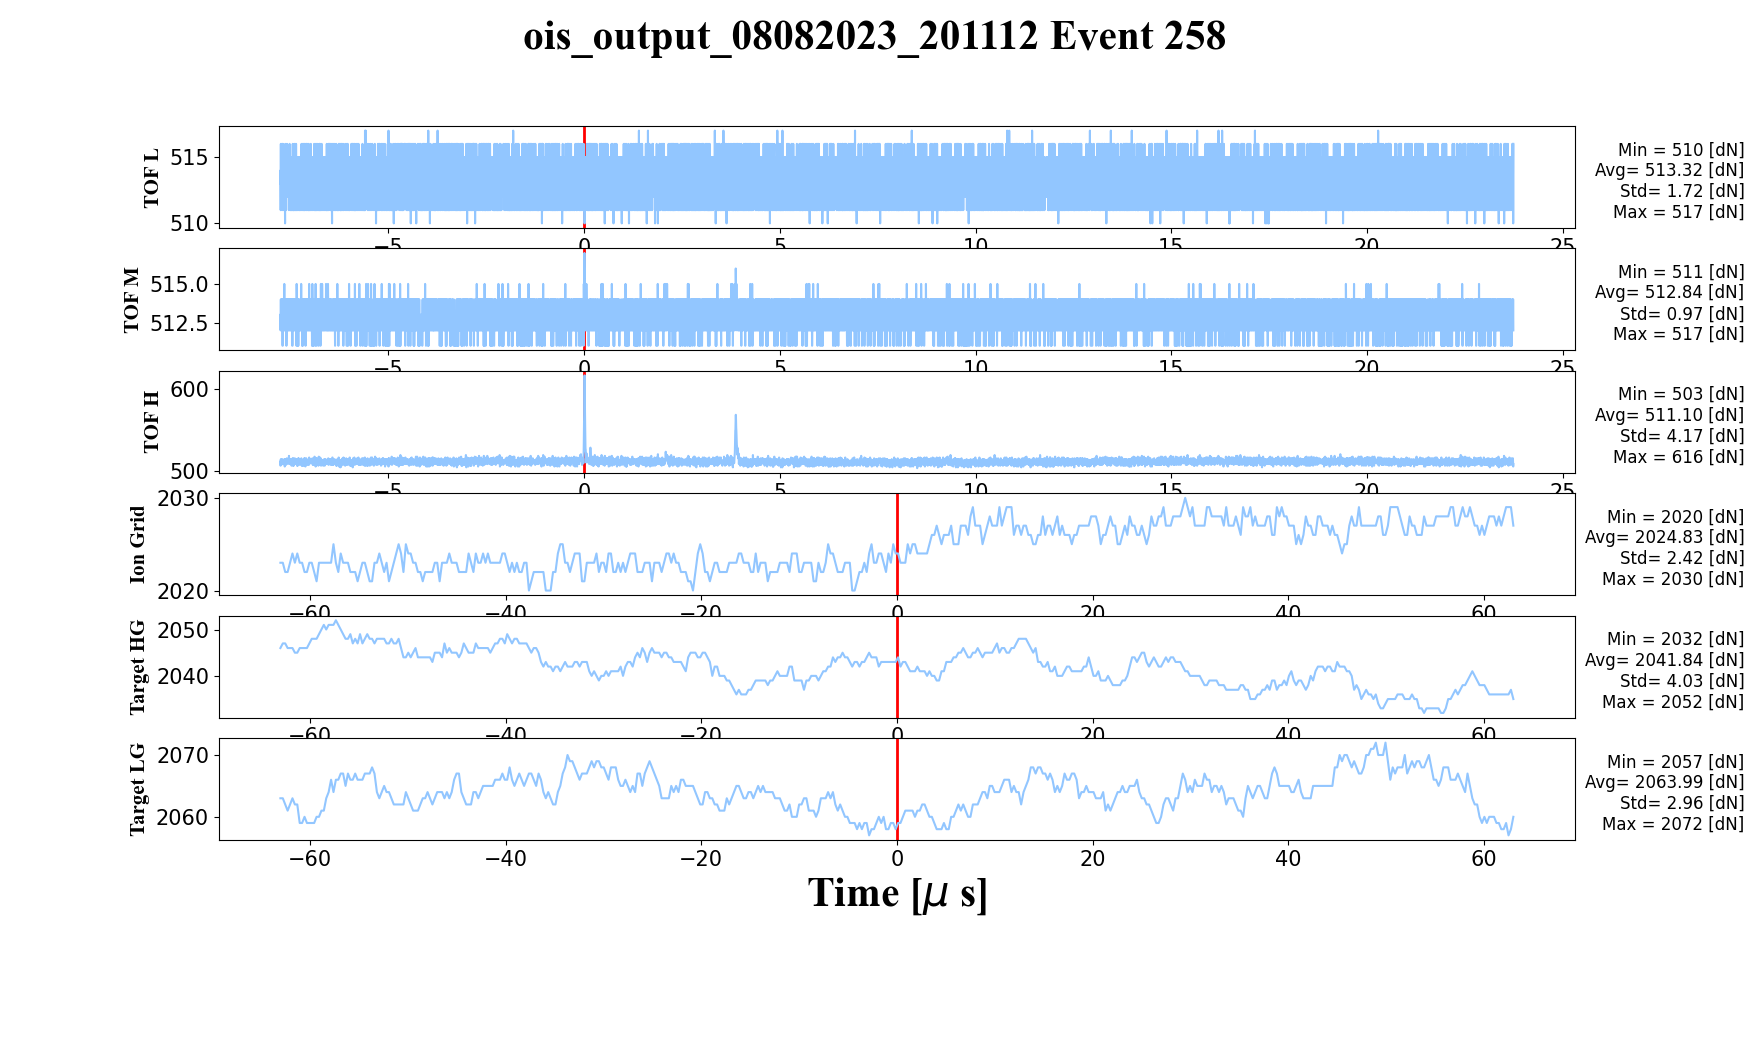 ois_output_08082023_201112 Event 258
TOF L
515
510
−5
0
5
10
15
20
25
Min = 510 [dN]
Avg= 513.32 [dN]
Std= 1.72 [dN]
Max = 517 [dN]
TOF M
515.0
512.5
−5
0
5
10
15
20
25
Min = 511 [dN]
Avg= 512.84 [dN]
Std= 0.97 [dN]
Max = 517 [dN]
TOF H
600
500
−5
0
5
10
15
20
25
Min = 503 [dN]
Avg= 511.10 [dN]
Std= 4.17 [dN]
Max = 616 [dN]
Ion Grid
2030
2020
−60
−40
−20
0
20
40
60
Min = 2020 [dN]
Avg= 2024.83 [dN]
Std= 2.42 [dN]
Max = 2030 [dN]
Target HG
2050
2040
−60
−40
−20
0
20
40
60
Min = 2032 [dN]
Avg= 2041.84 [dN]
Std= 4.03 [dN]
Max = 2052 [dN]
Target LG
2070
2060
−60
−40
−20
0
20
40
60
Min = 2057 [dN]
Avg= 2063.99 [dN]
Std= 2.96 [dN]
Max = 2072 [dN]
Time [μ s]